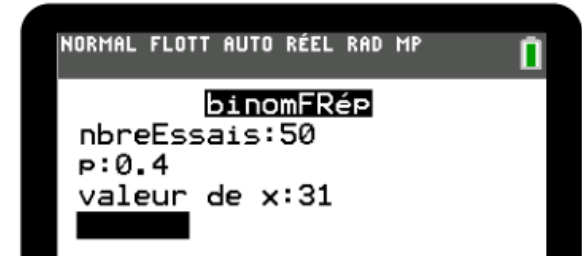 NORMAL FLOTT AUTO RÉEL RAD MP
binomFRép
nbreEssais:50
p:0.4
valeur de x:31